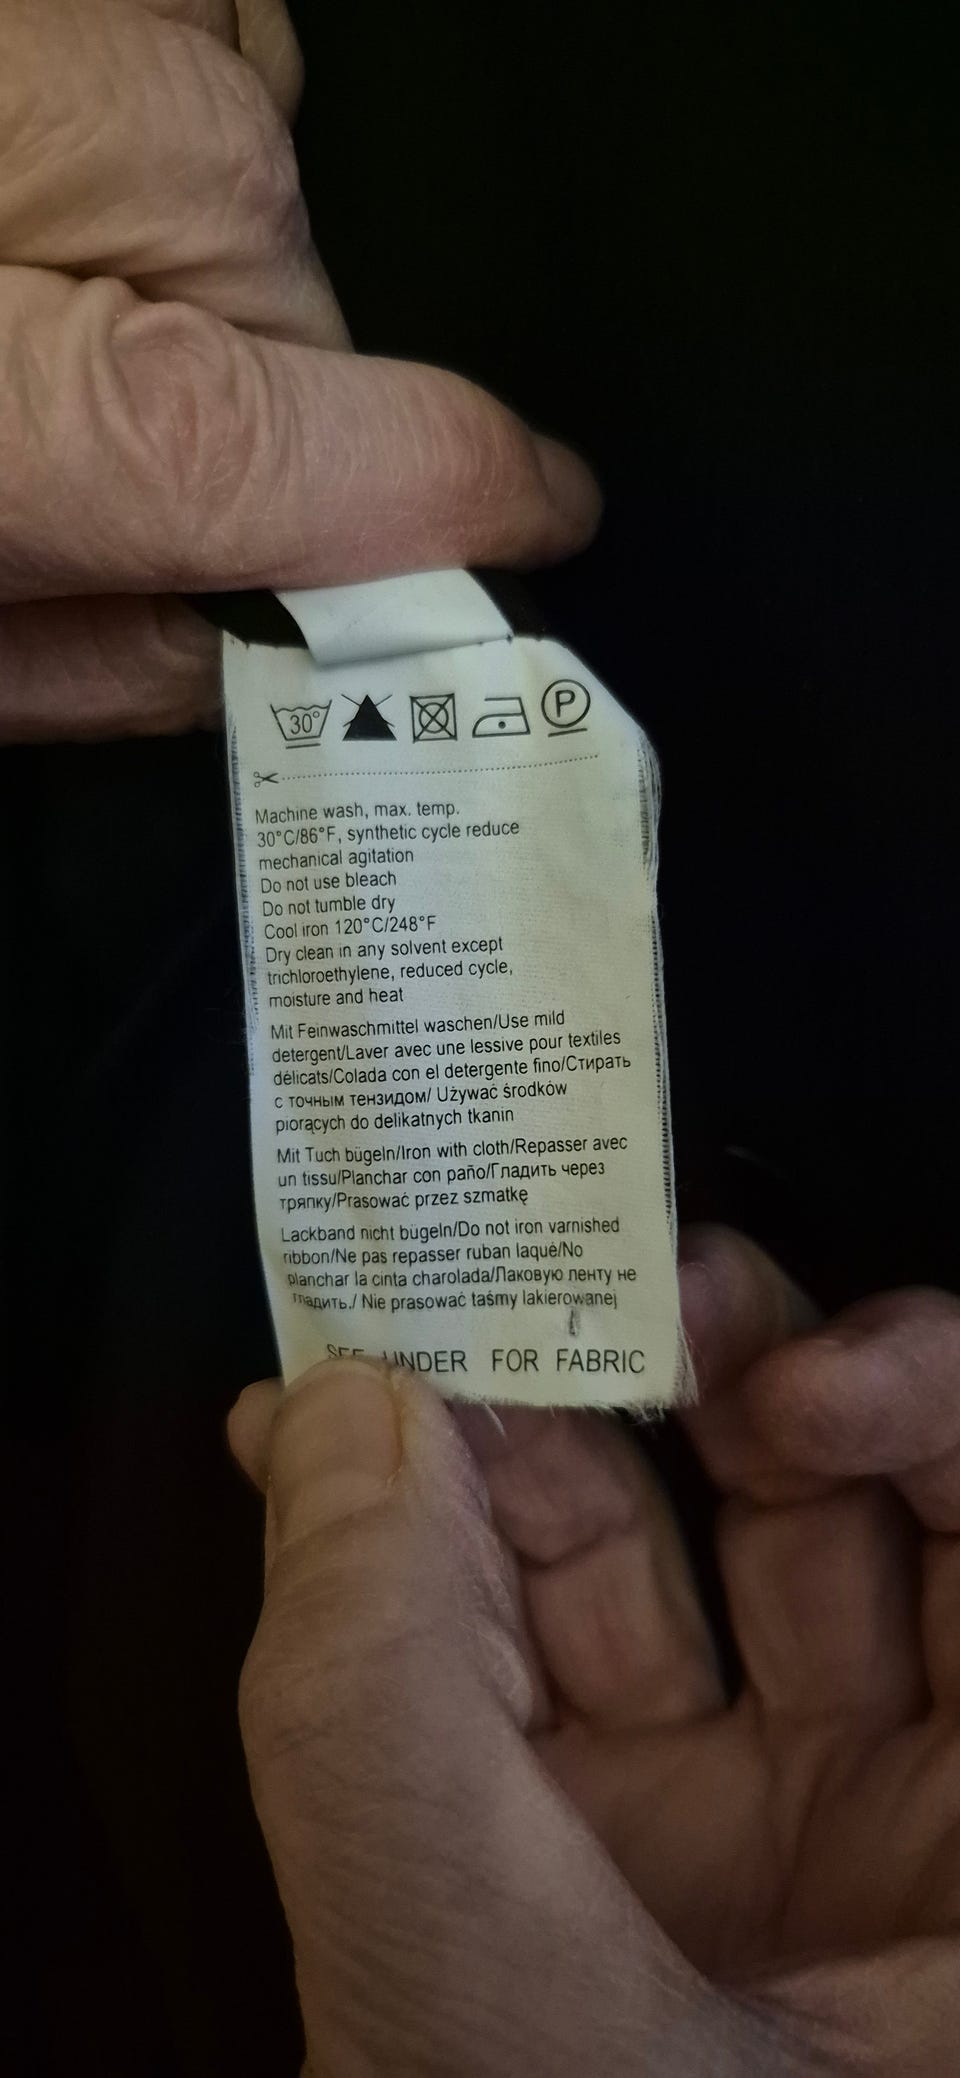 30°
P
Machine wash, max. temp.
30°C/86°F, synthetic cycle reduce
mechanical agitation
Do not use bleach
Do not tumble dry
Cool iron 120°C/248°F
Dry clean in any solvent except
trichloroethylene, reduced cycle,
moisture and heat
Mit Feinwaschmittel waschen/Use mild
detergent/Laver avec une lessive pour textiles
délicats/Colada con el detergente fino/Стирать
с точным тензидом/ Używać środków
piorących do delikatnych tkanin
Mit Tuch bügeln/Iron with cloth/Repasser avec
un tissu/Planchar con paño/Гладить через
тряпку/Prasować przez szmatkę
Lackband nicht bügeln/Do not iron varnished
ribbon/Ne pas repasser ruban laqué/No
planchar la cinta charolada/Лаковую ленту не
гладить./ Nie prasować taśmy lakierowanej
SEE UNDER FOR FABRIC